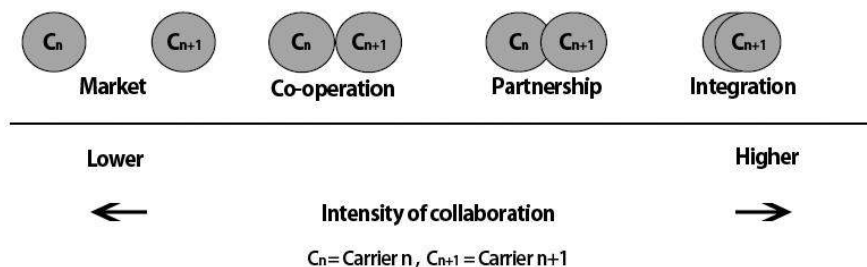 Cn Cn+1 Cn Cn+1 Cn Cn+1 Cn+1
Market Co-operation Partnership Integration
Lower Higher
Intensity of collaboration
Cn = Carrier n , Cn+1 = Carrier n+1